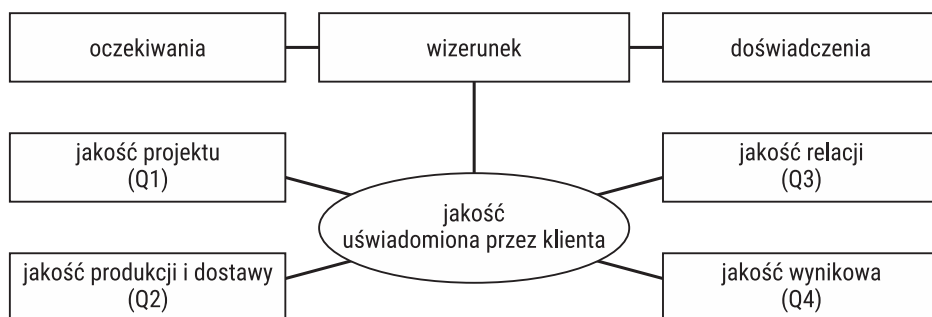 oczekiwania
wizerunek
doświadczenia
jakość projektu
(Q1)
jakość relacji
(Q3)
jakość
uświadomiona przez klienta
jakość produkcji i dostawy
(Q2)
jakość wynikowa
(Q4)